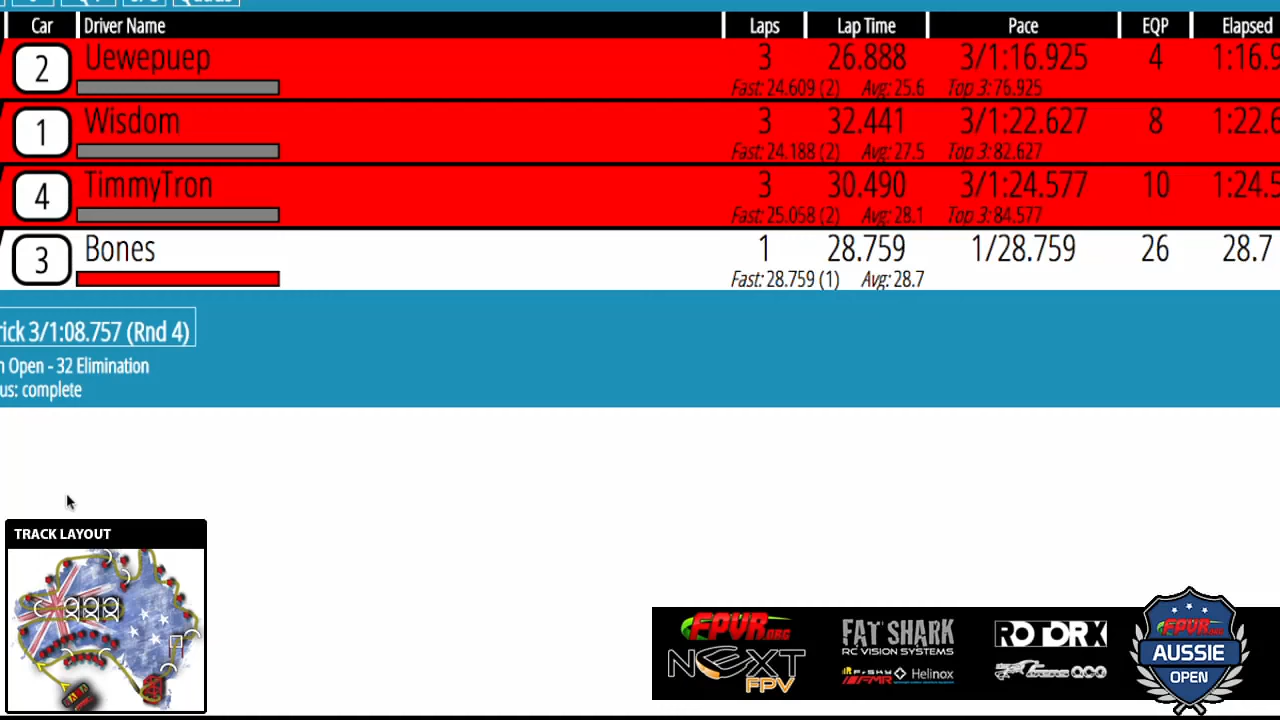 Car Driver Name Laps Lap Time Pace EQP Elapsed
2 Uewepuep 3 26.888 3/1:16.925 4 1:16.9
Fast: 24.609 (2) Avg: 25.6 Top 3: 76.925
1 Wisdom 3 32.441 3/1:22.627 8 1:22.6
Fast: 24.188 (2) Avg: 27.5 Top 3: 82.627
4 TimmyTron 3 30.490 3/1:24.577 10 1:24.5
Fast: 25.058 (2) Avg: 28.1 Top 3: 84.577
3 Bones 1 28.759 1/28.759 26 28.7
Fast: 28.759 (1) Avg: 28.7
rick 3/1:08.757 (Rnd 4)
n Open - 32 Elimination
us: complete
TRACK LAYOUT
FPVR.ORG
NEXT
FPV
FAT SHARK
RC VISION SYSTEMS
FMR Helinox
ROTORX
FPVR.ORG
AUSSIE
OPEN